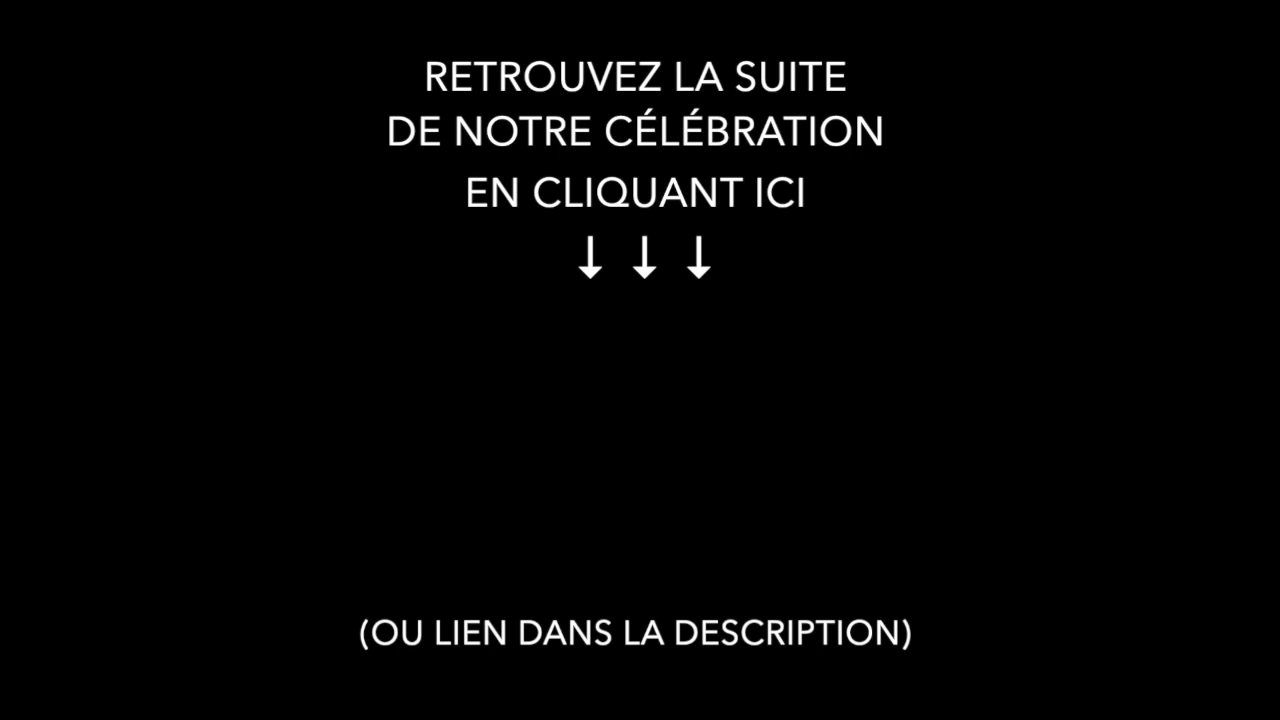 RETROUVEZ LA SUITE
DE NOTRE CÉLÉBRATION
EN CLIQUANT ICI
↓ ↓ ↓
(OU LIEN DANS LA DESCRIPTION)